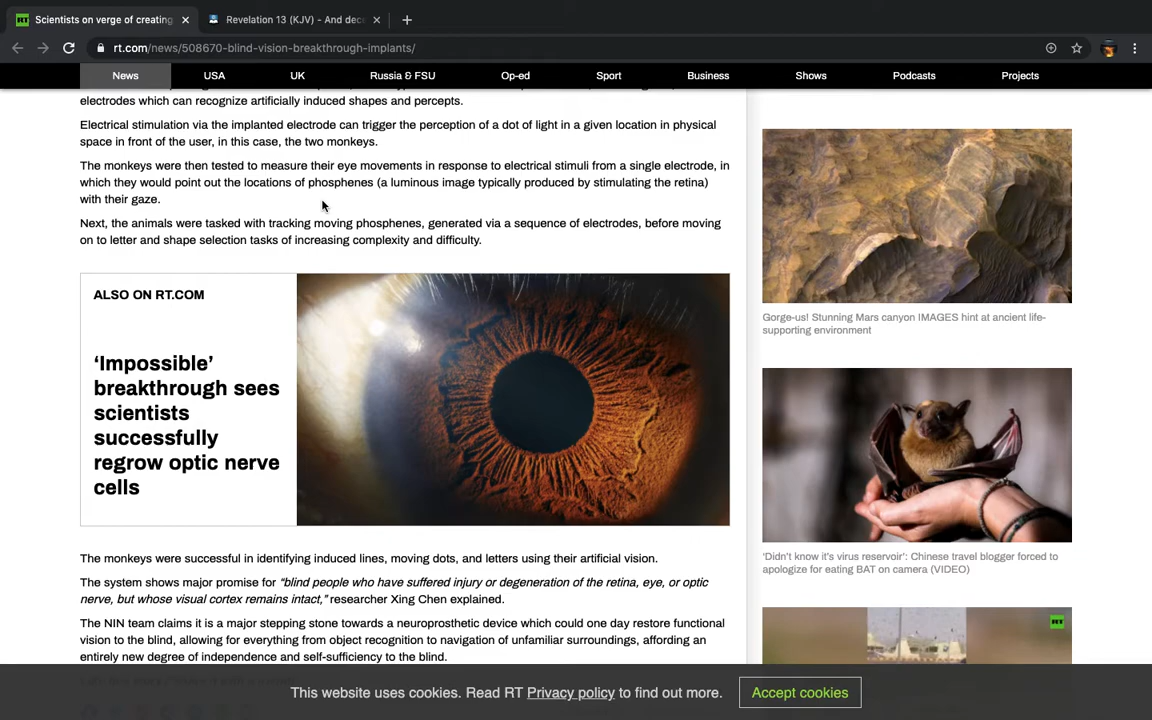 Scientists on verge of creating
Revelation 13 (KJV) - And dece
rt.com/news/508670-blind-vision-breakthrough-implants/
News USA UK Russia & FSU Op-ed Sport Business Shows Podcasts Projects
electrodes which can recognize artificially induced shapes and percepts.
Electrical stimulation via the implanted electrode can trigger the perception of a dot of light in a given location in physical
space in front of the user, in this case, the two monkeys.
The monkeys were then tested to measure their eye movements in response to electrical stimuli from a single electrode, in
which they would point out the locations of phosphenes (a luminous image typically produced by stimulating the retina)
with their gaze.
Next, the animals were tasked with tracking moving phosphenes, generated via a sequence of electrodes, before moving
on to letter and shape selection tasks of increasing complexity and difficulty.
ALSO ON RT.COM
‘Impossible’
breakthrough sees
scientists
successfully
regrow optic nerve
cells
The monkeys were successful in identifying induced lines, moving dots, and letters using their artificial vision.
The system shows major promise for “blind people who have suffered injury or degeneration of the retina, eye, or optic
nerve, but whose visual cortex remains intact,” researcher Xing Chen explained.
The NIN team claims it is a major stepping stone towards a neuroprosthetic device which could one day restore functional
vision to the blind, allowing for everything from object recognition to navigation of unfamiliar surroundings, affording an
entirely new degree of independence and self-sufficiency to the blind.
Gorge-us! Stunning Mars canyon IMAGES hint at ancient life-
supporting environment
‘Didn’t know it’s virus reservoir’: Chinese travel blogger forced to
apologize for eating BAT on camera (VIDEO)
RT
This website uses cookies. Read RT Privacy policy to find out more.
Accept cookies